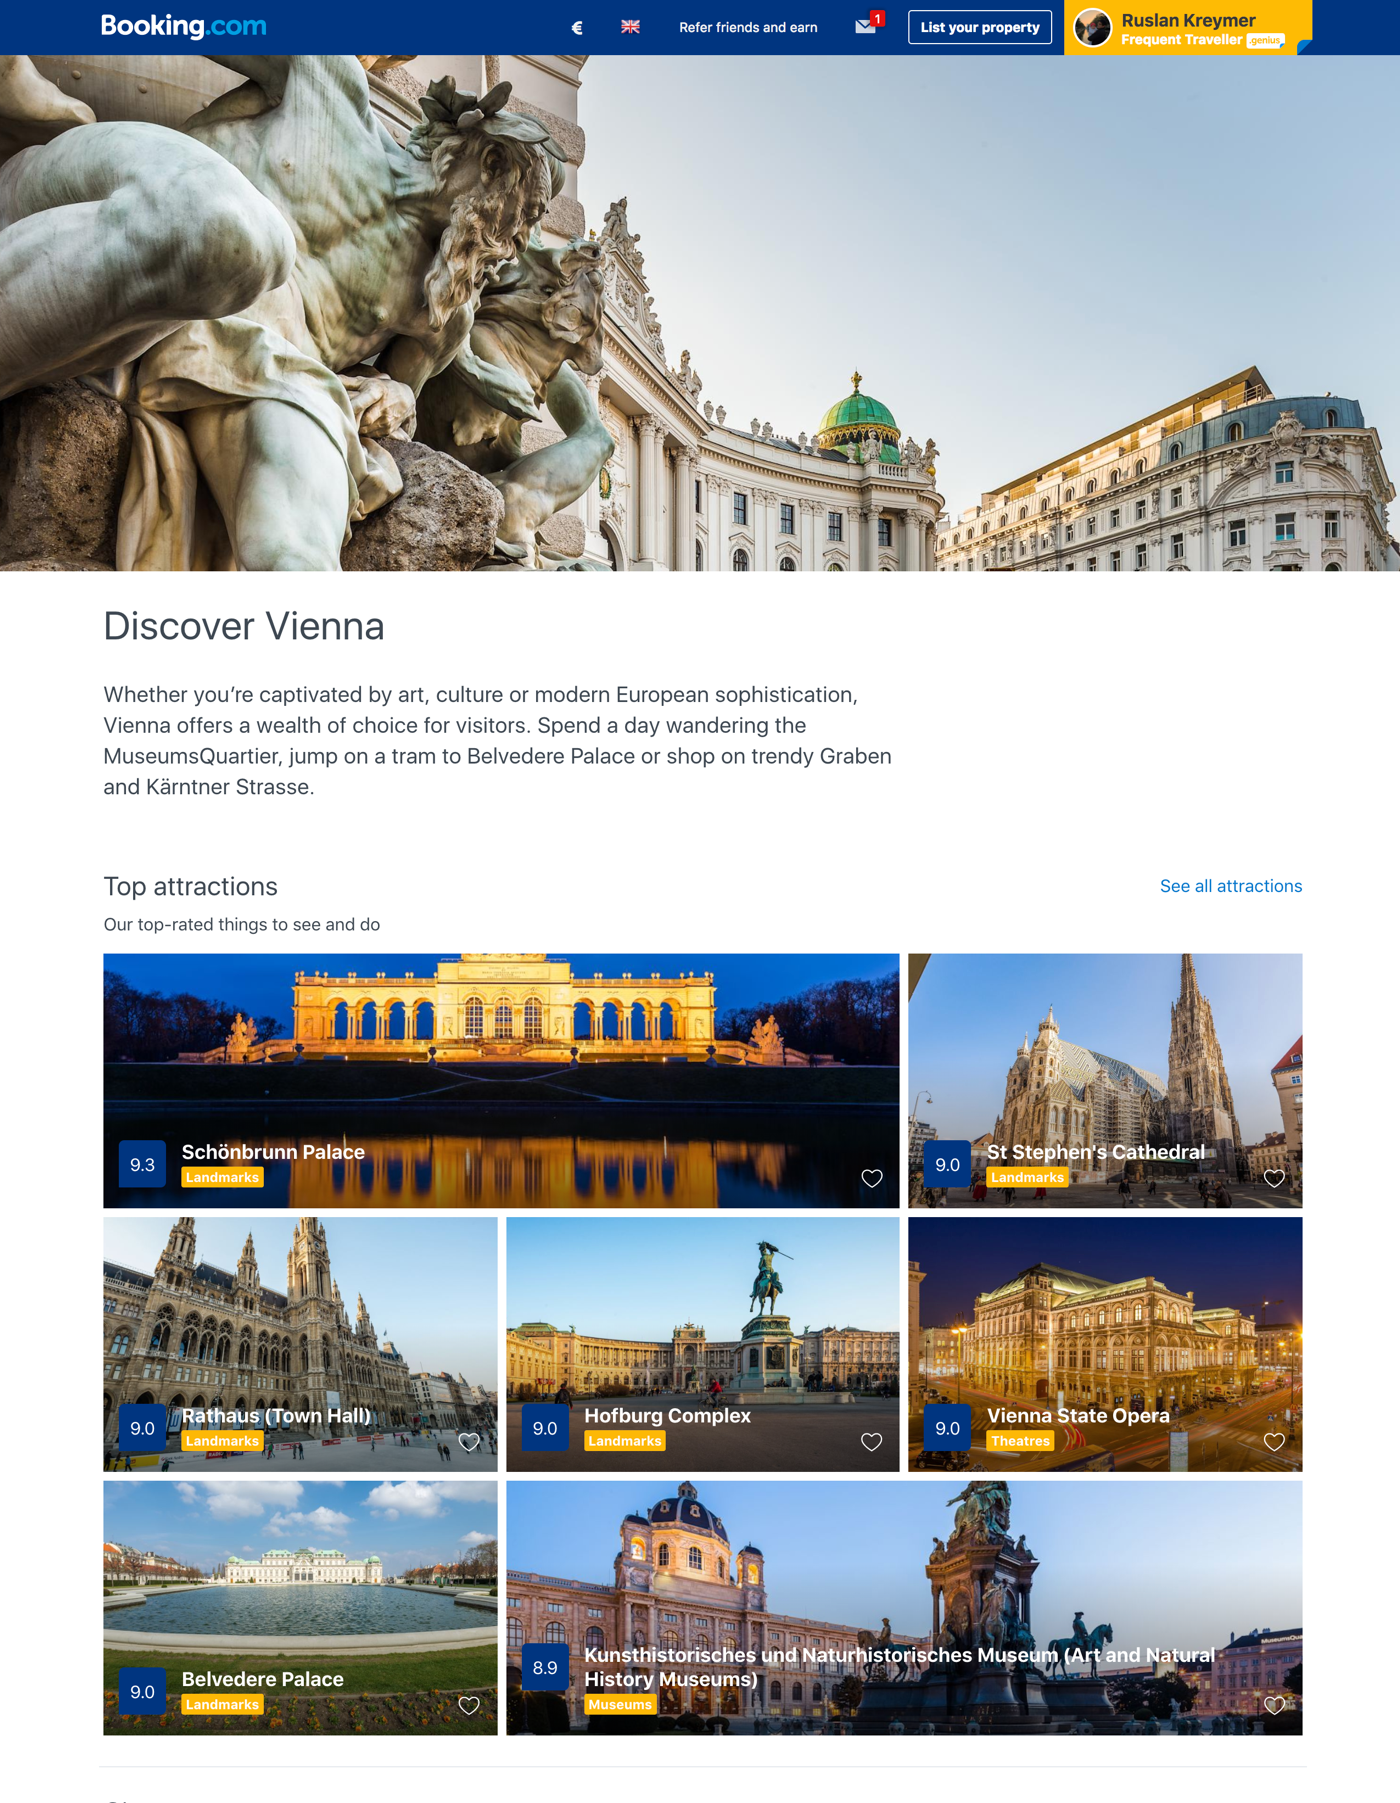 Booking.com
€
Refer friends and earn
1
List your property
Ruslan Kreymer
Frequent Traveller .genius
Discover Vienna
Whether you’re captivated by art, culture or modern European sophistication,
Vienna offers a wealth of choice for visitors. Spend a day wandering the
MuseumsQuartier, jump on a tram to Belvedere Palace or shop on trendy Graben
and Kärntner Strasse.
Top attractions
See all attractions
Our top-rated things to see and do
9.3
Schönbrunn Palace
Landmarks
9.0
St Stephen's Cathedral
Landmarks
9.0
Rathaus (Town Hall)
Landmarks
9.0
Hofburg Complex
Landmarks
9.0
Vienna State Opera
Theatres
9.0
Belvedere Palace
Landmarks
8.9
Kunsthistorisches und Naturhistorisches Museum (Art and Natural
History Museums)
Museums